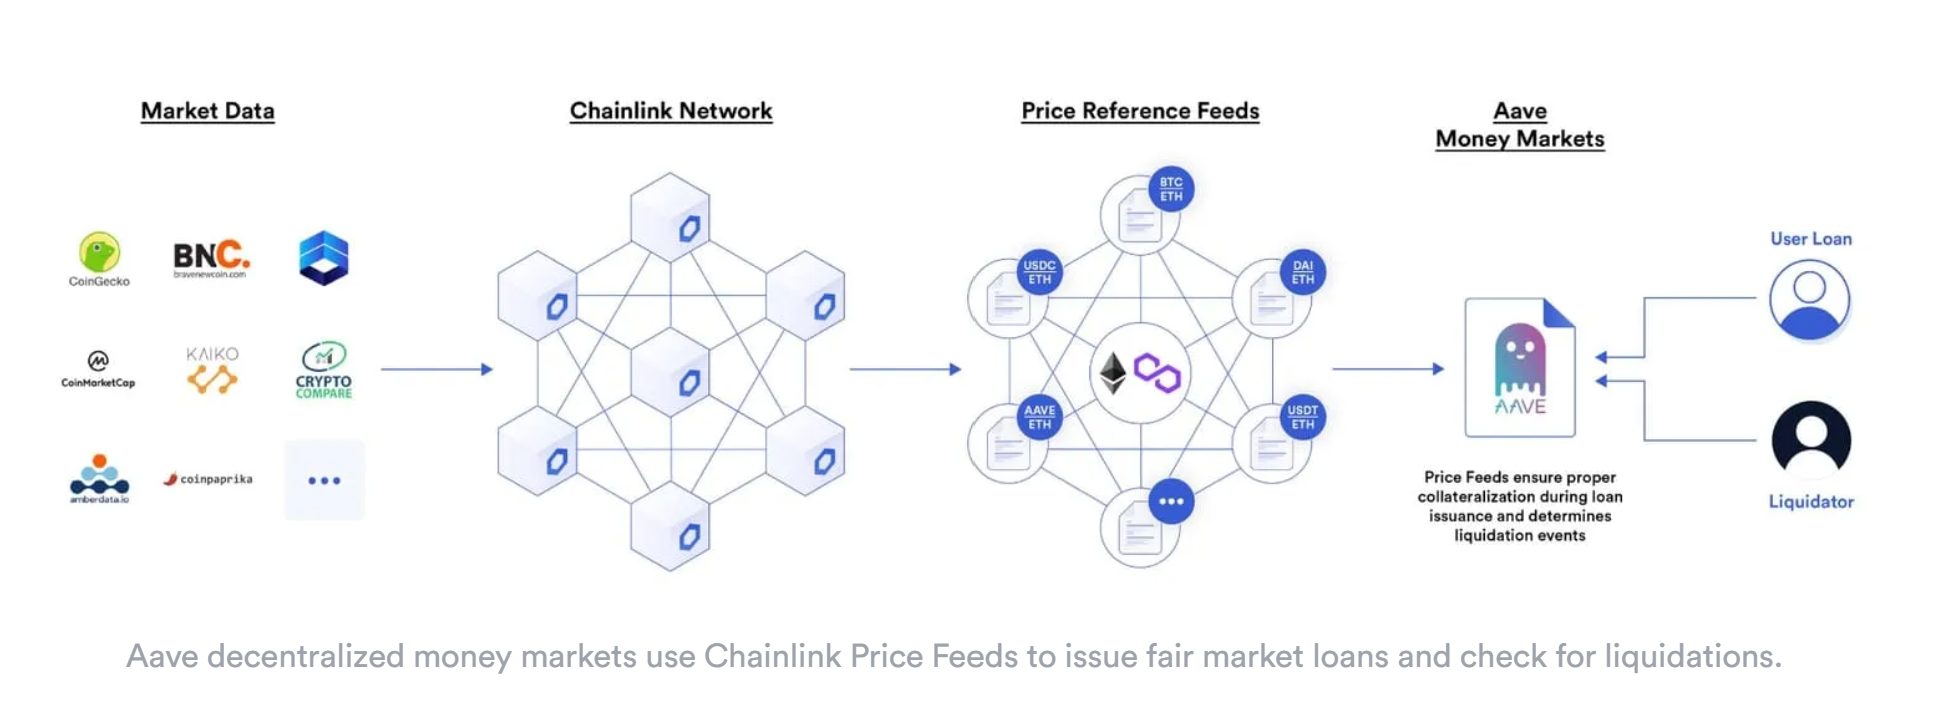 Market Data
Chainlink Network
Price Reference Feeds
Aave
Money Markets
CoinGecko
BNC.
bravenewcoin.com
CoinMarketCap
KAIKO
CRYPTO
COMPARE
amberdata.io
coinpaprika
BTC
ETH
USDC
ETH
DAI
ETH
AAVE
ETH
USDT
ETH
AAVE
Price Feeds ensure proper
collateralization during loan
issuance and determines
liquidation events
User Loan
Liquidator
Aave decentralized money markets use Chainlink Price Feeds to issue fair market loans and check for liquidations.